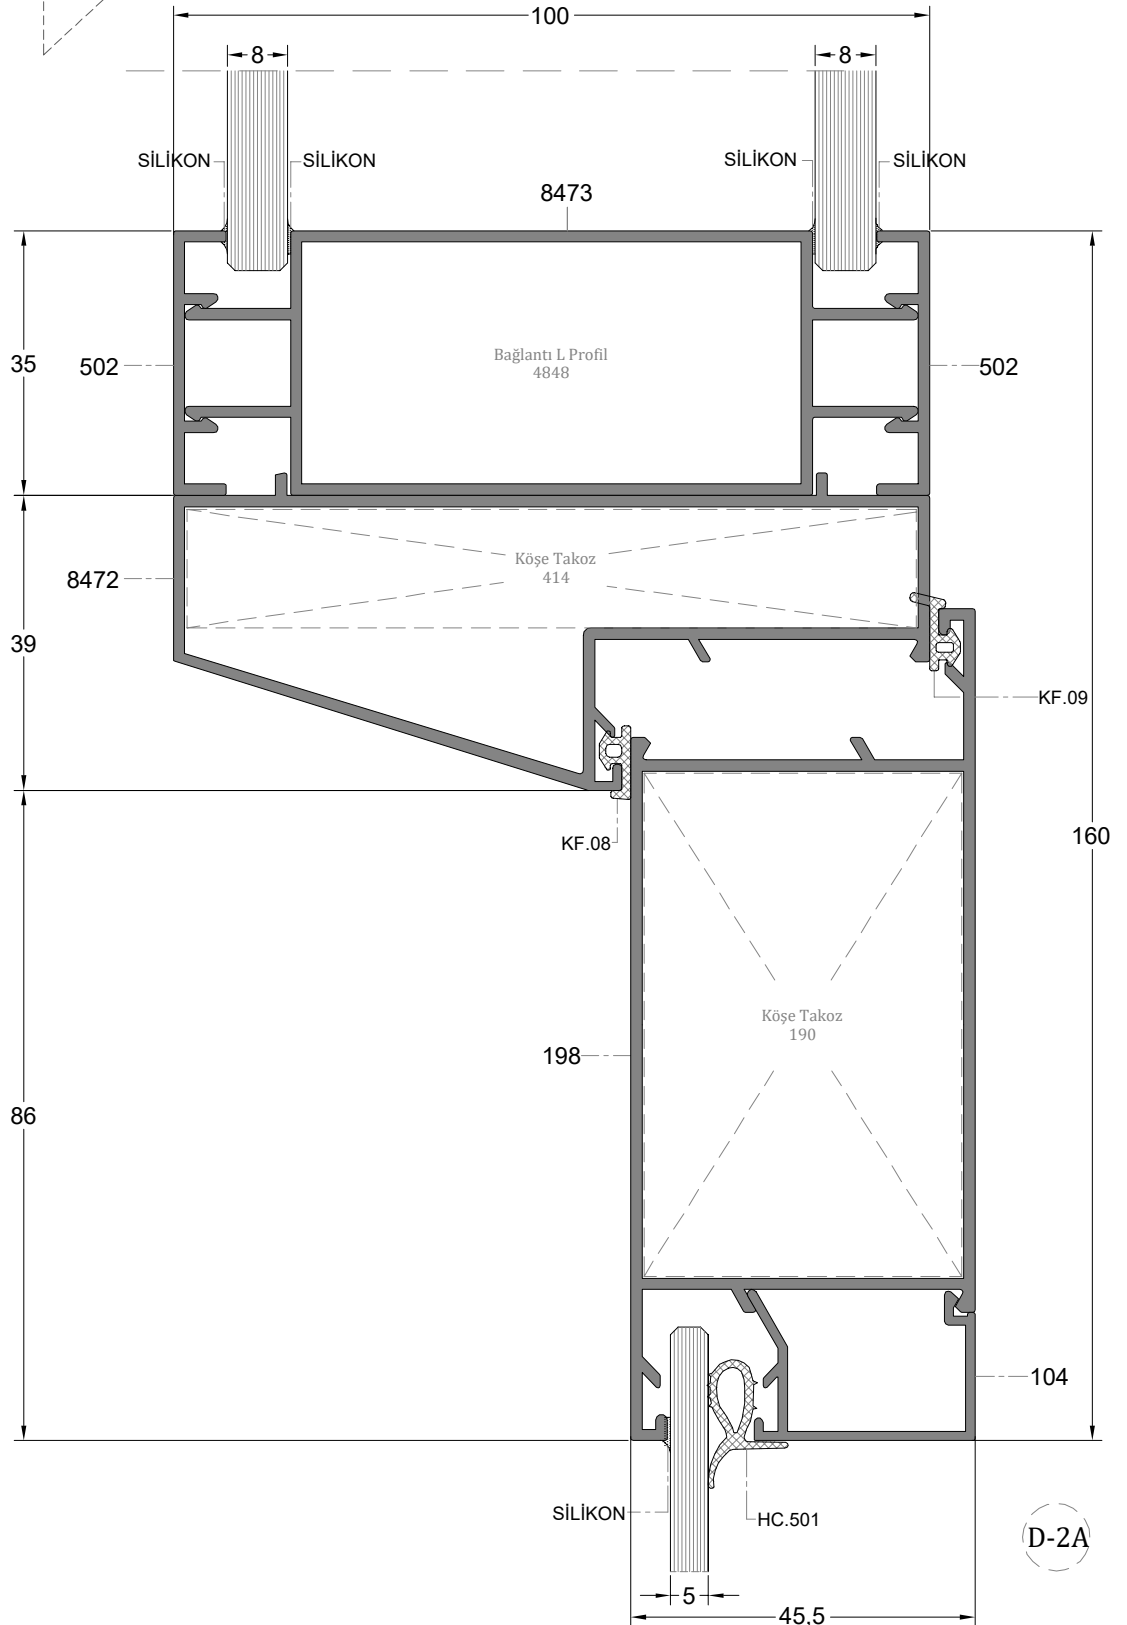 100
8
8
SİLİKON
SİLİKON
SİLİKON
SİLİKON
8473
35
502
Bağlantı L Profil
4848
502
8472
Köşe Takoz
414
39
KF.09
KF.08
160
Köşe Takoz
190
198
86
104
SİLİKON
HC.501
D-2A
5
45,5